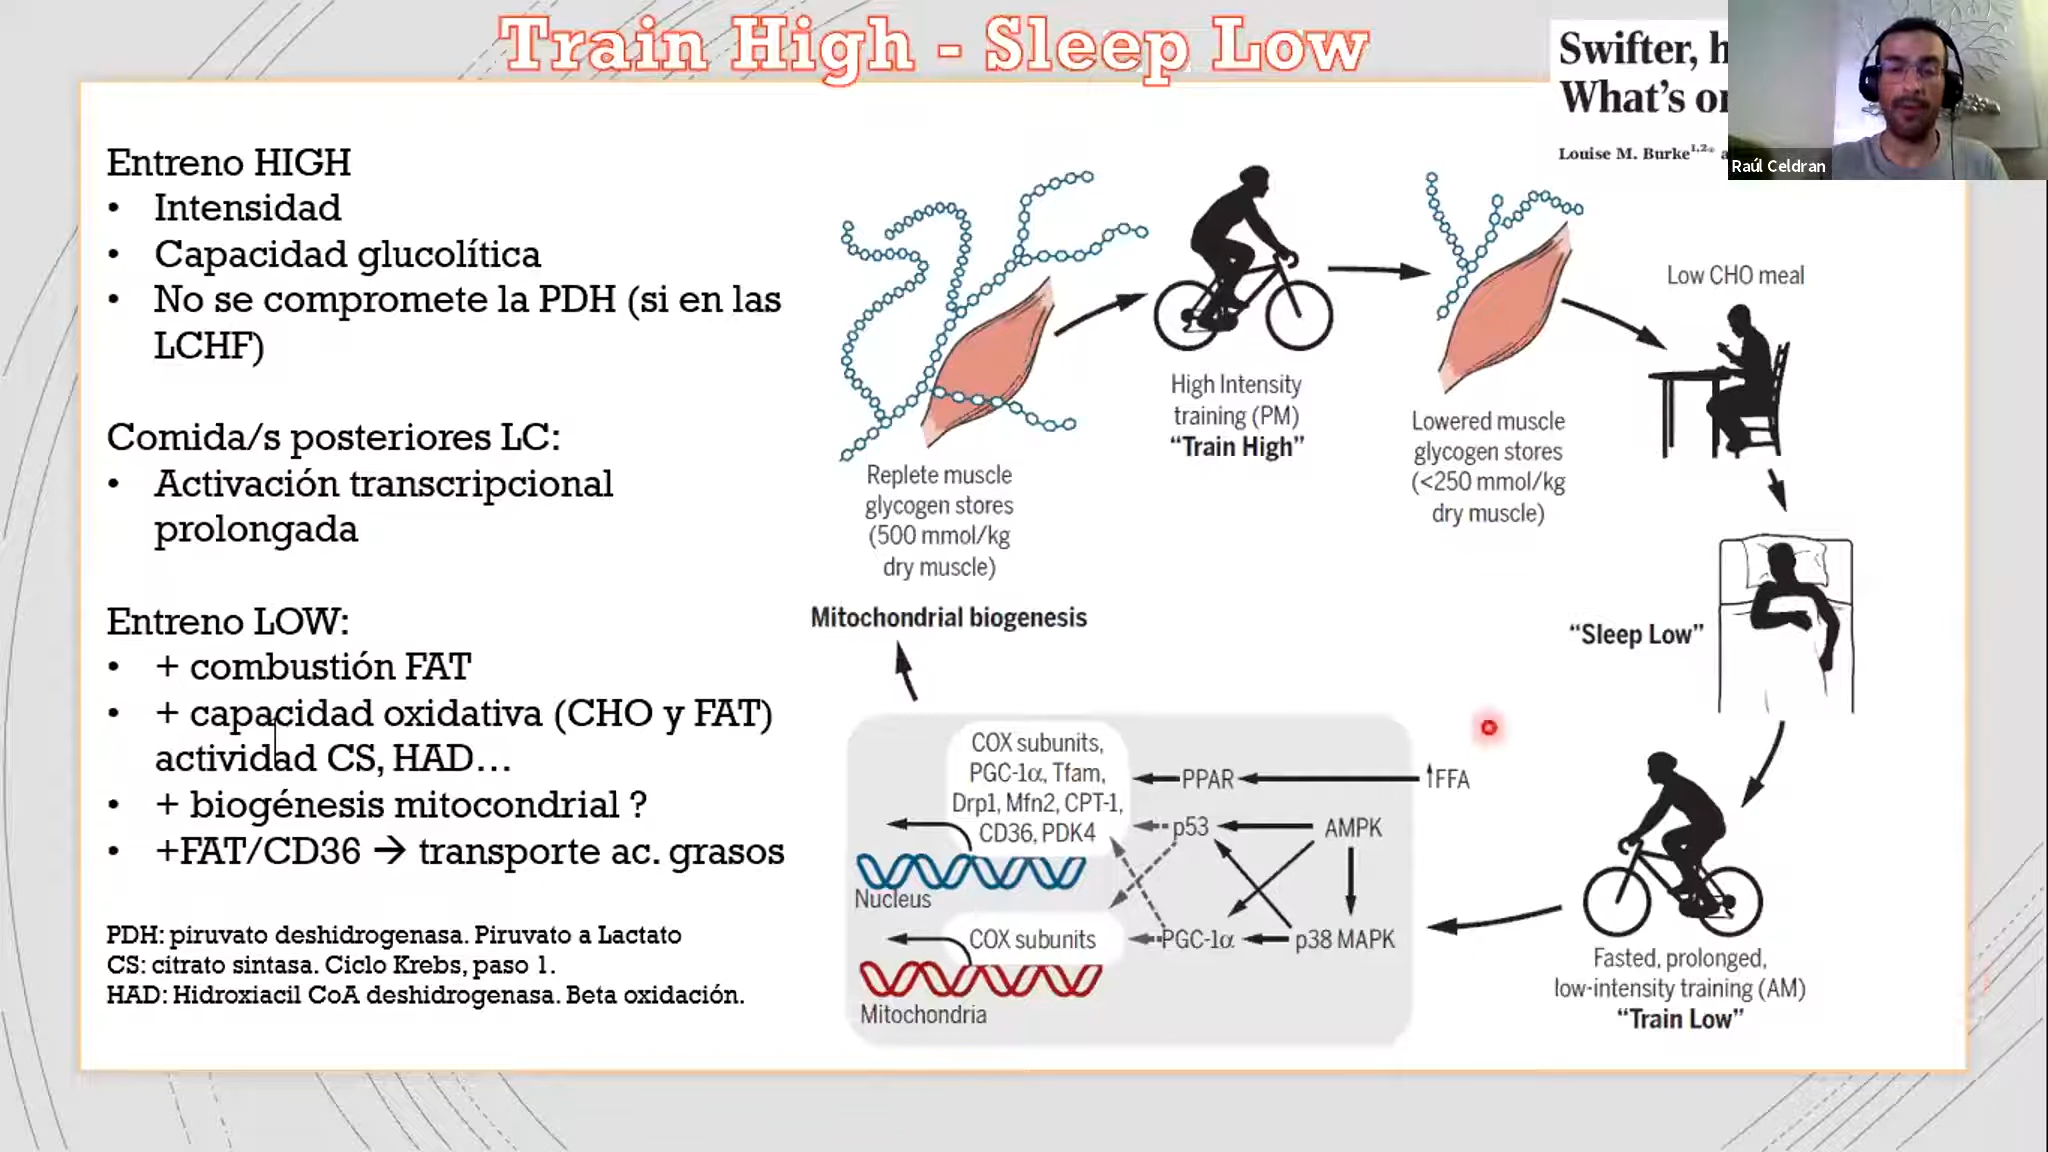 Train High - Sleep Low
Swifter, h
What's o
Louise M. Burke1,2* a
Raúl Celdran
Entreno HIGH
• Intensidad
• Capacidad glucolítica
• No se compromete la PDH (si en las
LCHF)
Comida/s posteriores LC:
• Activación transcripcional
prolongada
Entreno LOW:
• + combustión FAT
• + capacidad oxidativa (CHO y FAT)
actividad CS, HAD...
• + biogénesis mitocondrial ?
• +FAT/CD36 → transporte ac. grasos
PDH: piruvato deshidrogenasa. Piruvato a Lactato
CS: citrato sintasa. Ciclo Krebs, paso 1.
HAD: Hidroxiacil CoA deshidrogenasa. Beta oxidación.
Replete muscle
glycogen stores
(500 mmol/kg
dry muscle)
High Intensity
training (PM)
"Train High"
Lowered muscle
glycogen stores
(<250 mmol/kg
dry muscle)
Low CHO meal
"Sleep Low"
Fasted, prolonged,
low-intensity training (AM)
"Train Low"
Mitochondrial biogenesis
COX subunits,
PGC-1α, Tfam,
Drp1, Mfn2, CPT-1,
CD36, PDK4
PPAR
↑FFA
p53
AMPK
Nucleus
COX subunits
PGC-1α
p38 MAPK
Mitochondria